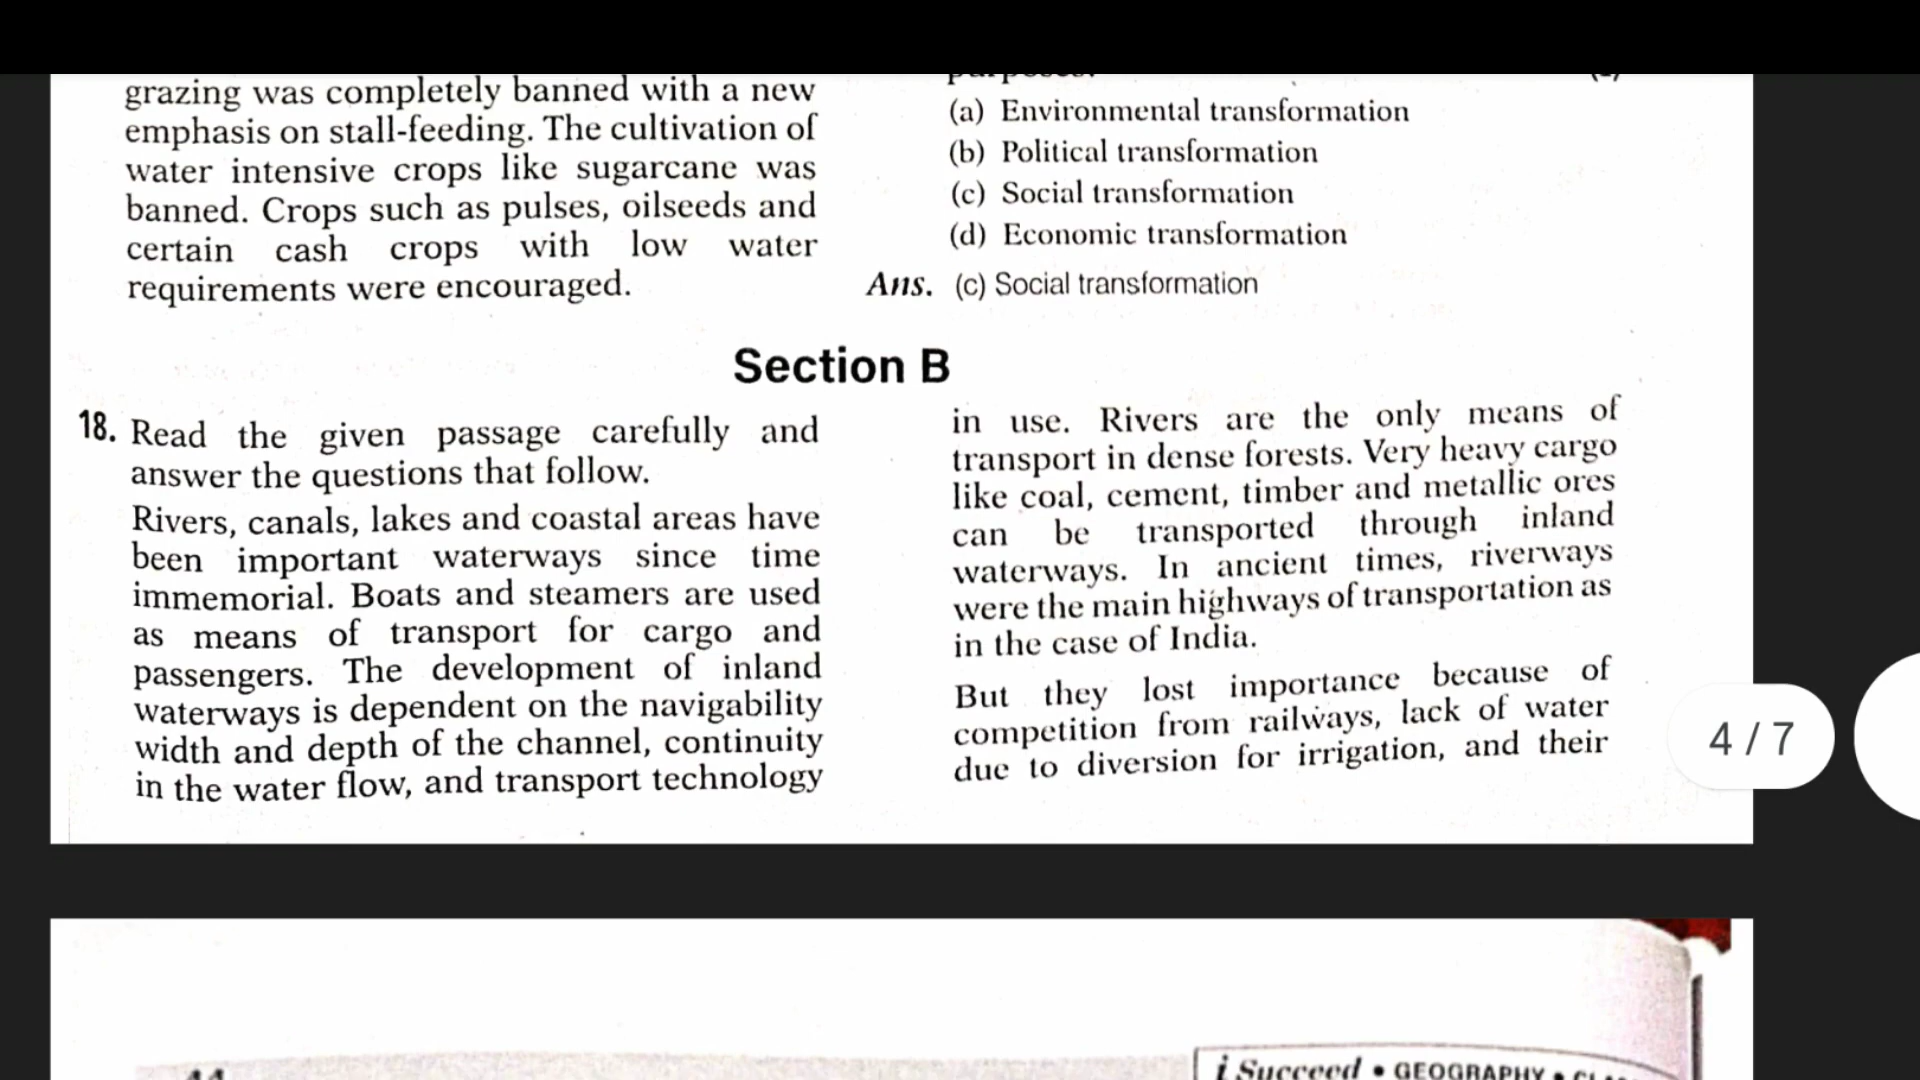 grazing was completely banned with a new
emphasis on stall-feeding. The cultivation of
water intensive crops like sugarcane was
banned. Crops such as pulses, oilseeds and
certain cash crops with low water
requirements were encouraged.
(a) Environmental transformation
(b) Political transformation
(c) Social transformation
(d) Economic transformation
Ans. (c) Social transformation
Section B
18. Read the given passage carefully and
answer the questions that follow.
Rivers, canals, lakes and coastal areas have
been important waterways since time
immemorial. Boats and steamers are used
as means of transport for cargo and
passengers. The development of inland
waterways is dependent on the navigability
width and depth of the channel, continuity
in the water flow, and transport technology
in use. Rivers are the only means of
transport in dense forests. Very heavy cargo
like coal, cement, timber and metallic ores
can be transported through inland
waterways. In ancient times, riverways
were the main highways of transportation as
in the case of India.
But they lost importance because of
competition from railways, lack of water
due to diversion for irrigation, and their
4 / 7
i Succeed • GEOGRAPHY •